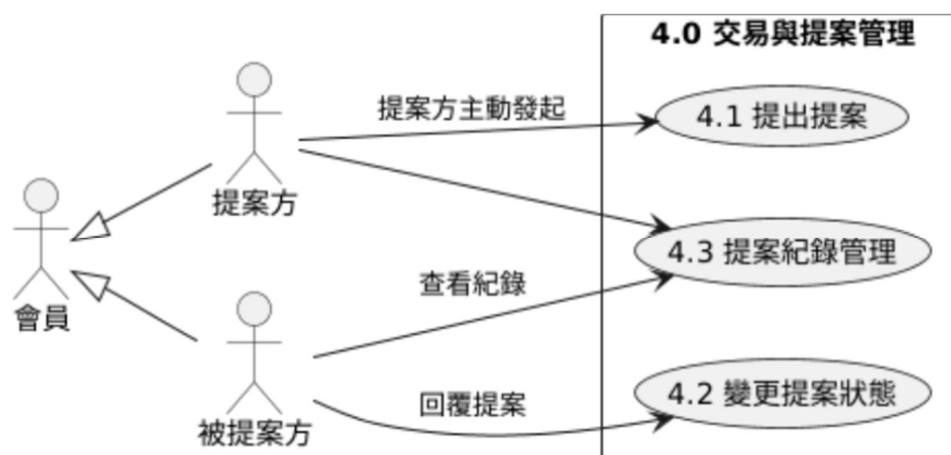 4.0 交易與提案管理
提案方主動發起
4.1 提出提案
提案方
4.3 提案紀錄管理
查看紀錄
會員
4.2 變更提案狀態
回覆提案
被提案方